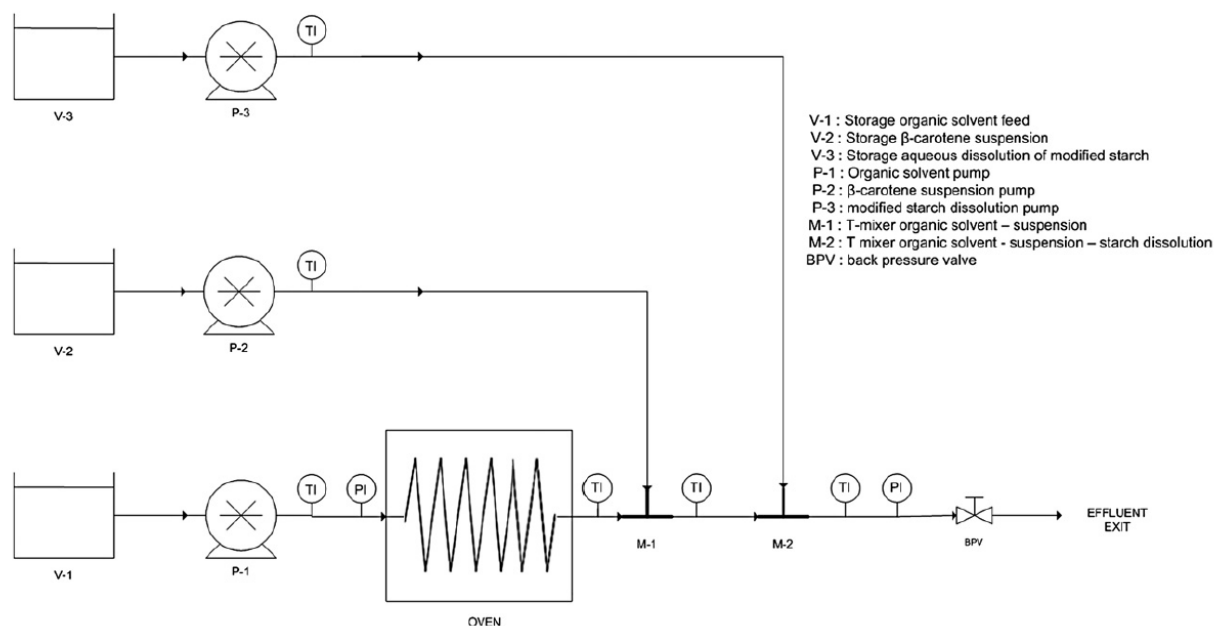 TI
V-3
P-3
V-1 : Storage organic solvent feed
V-2 : Storage β-carotene suspension
V-3 : Storage aqueous dissolution of modified starch
P-1 : Organic solvent pump
P-2 : β-carotene suspension pump
P-3 : modified starch dissolution pump
M-1 : T-mixer organic solvent – suspension
M-2 : T mixer organic solvent - suspension – starch dissolution
BPV : back pressure valve
TI
V-2
P-2
TI
PI
TI
TI
TI
PI
V-1
P-1
OVEN
M-1
M-2
BPV
EFFLUENT
EXIT